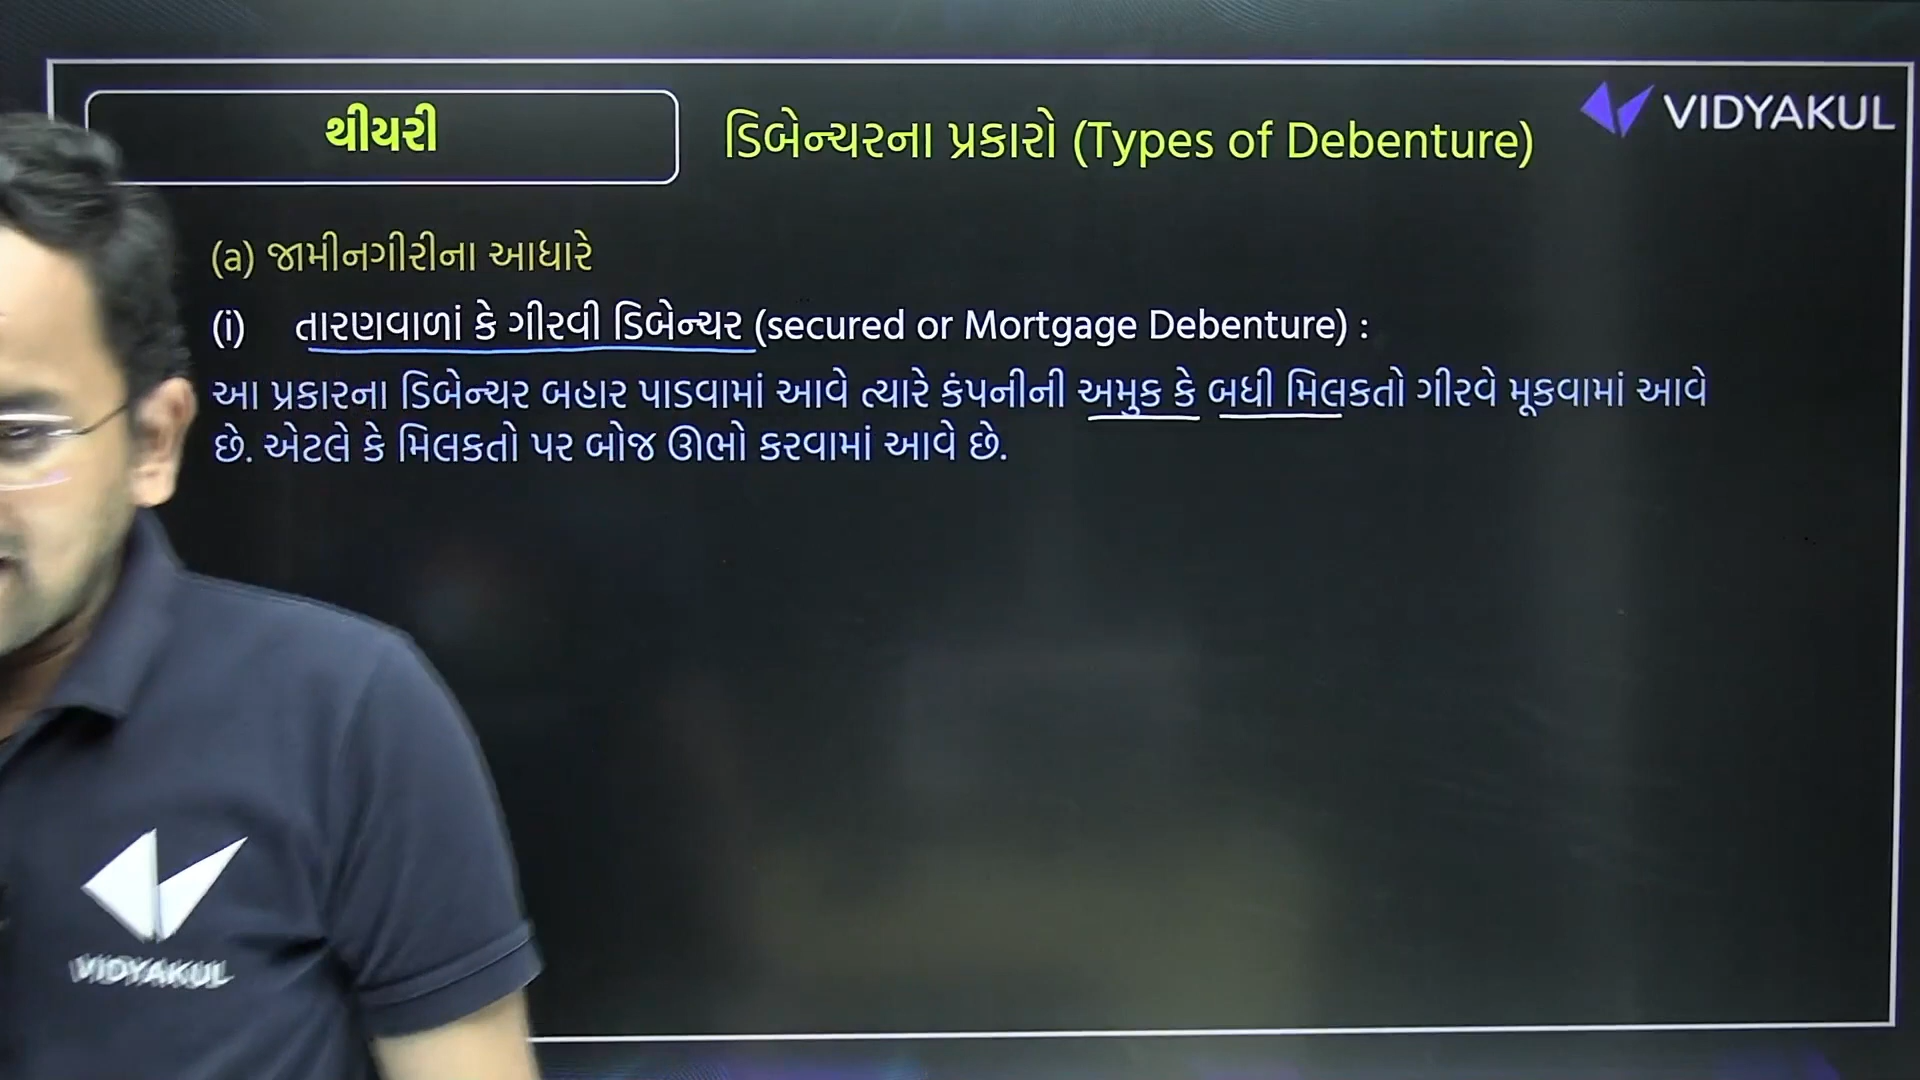 થીયરી
ડિબેન્ચરના પ્રકારો (Types of Debenture)
VIDYAKUL
(a) જામીનગીરીના આધારે
(i) તારણવાળાં કે ગીરવી ડિબેન્ચર (secured or Mortgage Debenture) :
આ પ્રકારના ડિબેન્ચર બહાર પાડવામાં આવે ત્યારે કંપનીની અમુક કે બધી મિલકતો ગીરવે મૂકવામાં આવે
છે. એટલે કે મિલકતો પર બોજ ઊભો કરવામાં આવે છે.
VIDYAKUL